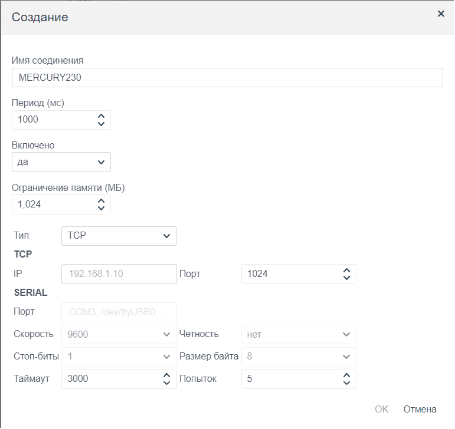 Создание
Имя соединения
MERCURY230
Период (мс)
1000
Включено
да
Ограничение памяти (МБ)
1,024
Тип TCP
TCP
IP 192.168.1.10 Порт 1024
SERIAL
Порт COM3, /dev/ttyUSB0,
Скорость 9600 Четность нет
Стоп-биты 1 Размер байта 8
Таймаут 3000 Попыток 5
OK Отмена